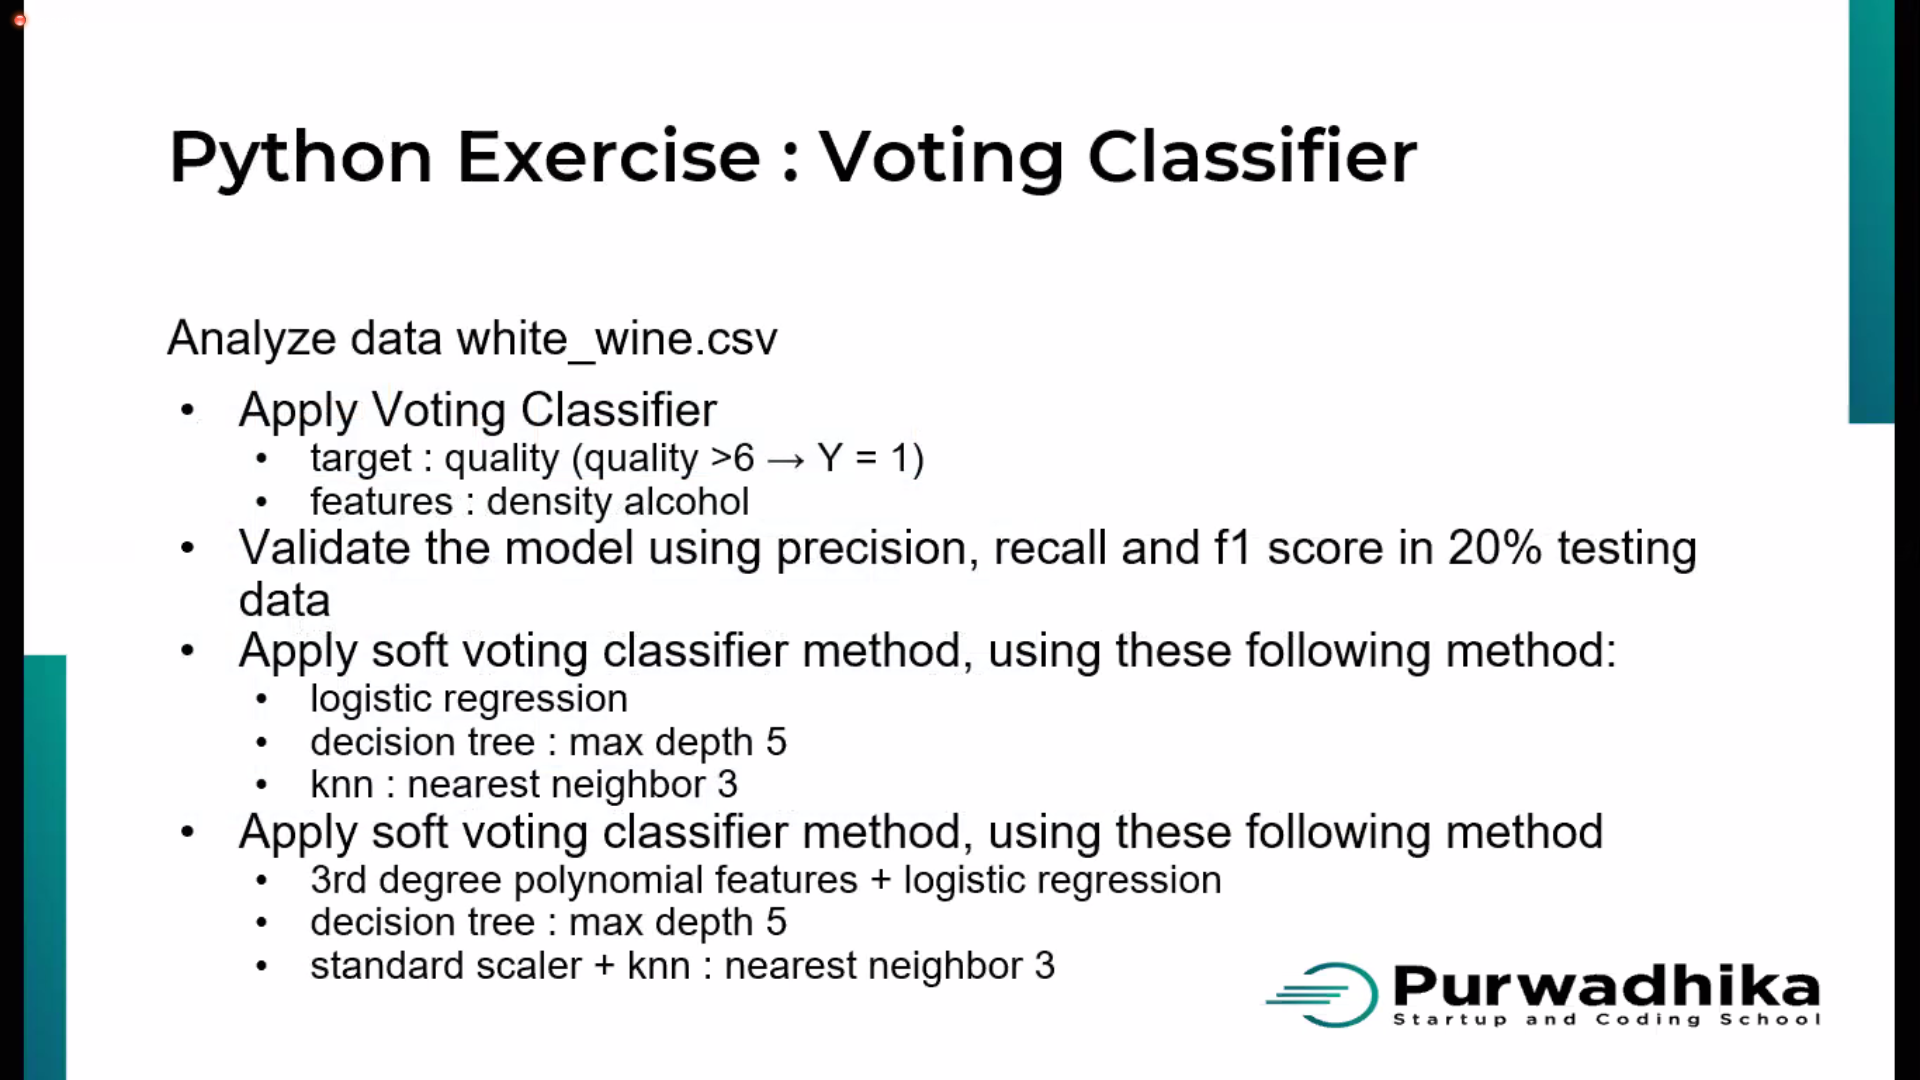 Python Exercise : Voting Classifier
Analyze data white_wine.csv
• Apply Voting Classifier
• target : quality (quality >6 → Y = 1)
• features : density alcohol
• Validate the model using precision, recall and f1 score in 20% testing
data
• Apply soft voting classifier method, using these following method:
• logistic regression
• decision tree : max depth 5
• knn : nearest neighbor 3
• Apply soft voting classifier method, using these following method
• 3rd degree polynomial features + logistic regression
• decision tree : max depth 5
• standard scaler + knn : nearest neighbor 3
Purwadhika
Startup and Coding School